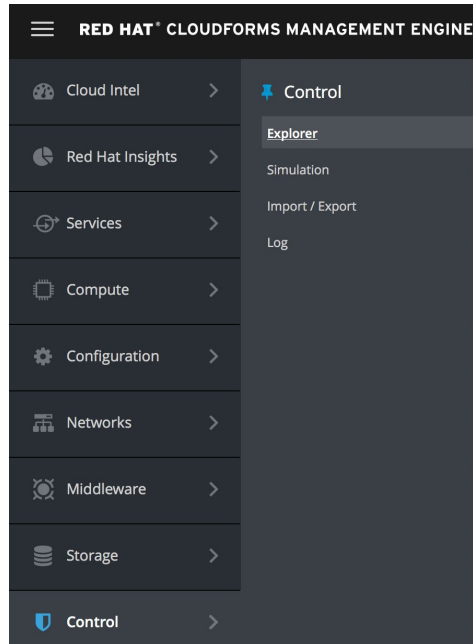 RED HAT® CLOUDFORMS MANAGEMENT ENGINE
Cloud Intel
Red Hat Insights
Services
Compute
Configuration
Networks
Middleware
Storage
Control
Control
Explorer
Simulation
Import / Export
Log